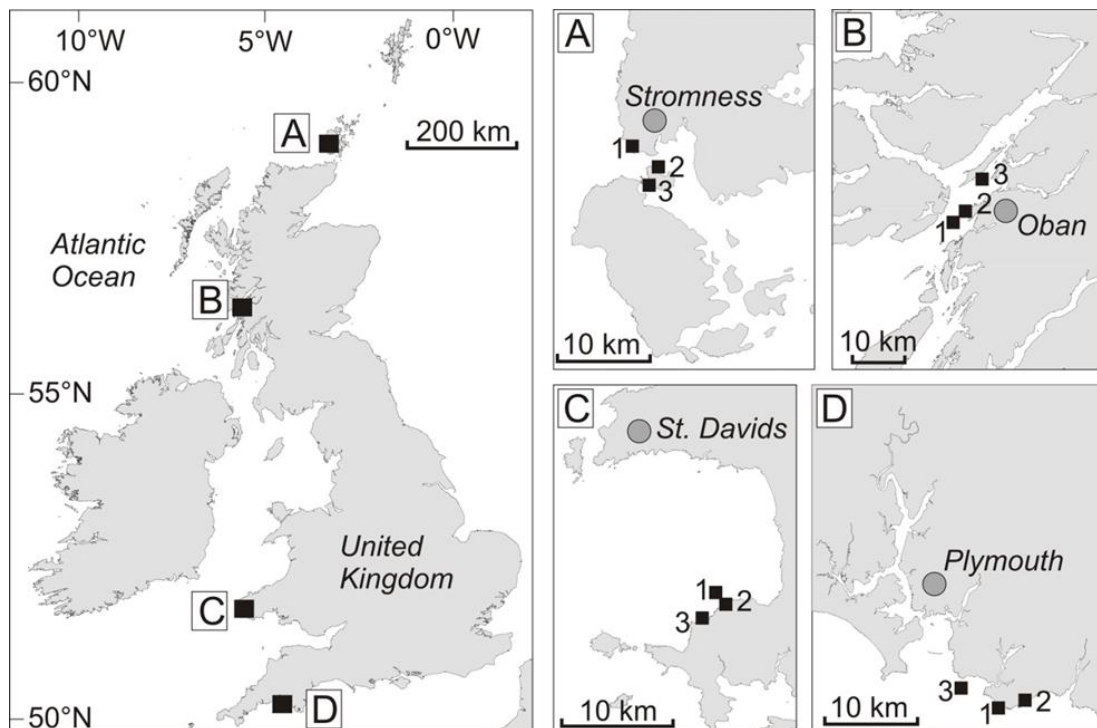 10°W 5°W 0°W
60°N
A
200 km
Atlantic
Ocean
B
55°N
United
Kingdom
C
D
50°N
A
Stromness
1
2
3
10 km
B
3
2
1
Oban
10 km
C
St. Davids
1
2
3
10 km
D
Plymouth
3
2
1
10 km